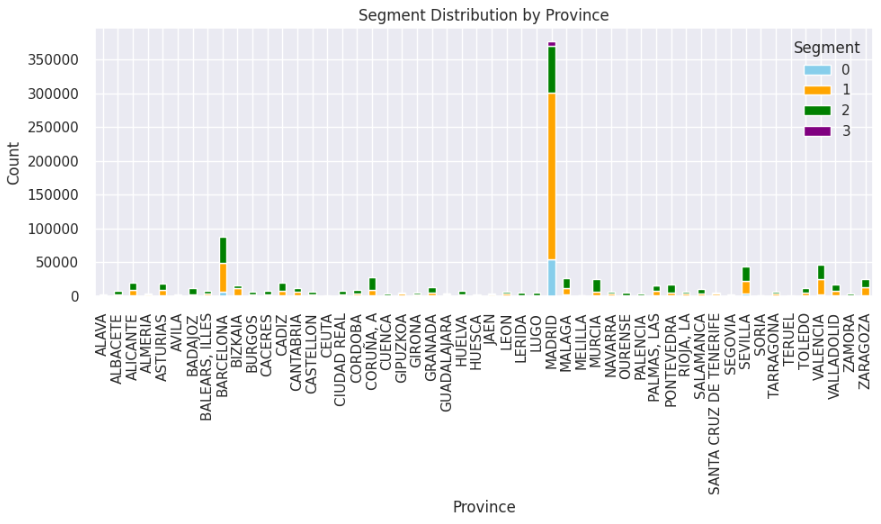 Segment Distribution by Province
Count
350000
300000
250000
200000
150000
100000
50000
0
Segment
0
1
2
3
ALAVA
ALBACETE
ALICANTE
ALMERIA
ASTURIAS
AVILA
BADAJOZ
BALEARS, ILLES
BARCELONA
BIZKAIA
BURGOS
CACERES
CADIZ
CANTABRIA
CASTELLON
CEUTA
CIUDAD REAL
CORDOBA
CORUÑA, A
CUENCA
GIPUZKOA
GIRONA
GRANADA
GUADALAJARA
HUELVA
HUESCA
JAEN
LEON
LERIDA
LUGO
MADRID
MALAGA
MELILLA
MURCIA
NAVARRA
OURENSE
PALENCIA
PALMAS, LAS
PONTEVEDRA
RIOJA, LA
SALAMANCA
SANTA CRUZ DE TENERIFE
SEGOVIA
SEVILLA
SORIA
TARRAGONA
TERUEL
TOLEDO
VALENCIA
VALLADOLID
ZAMORA
ZARAGOZA
Province